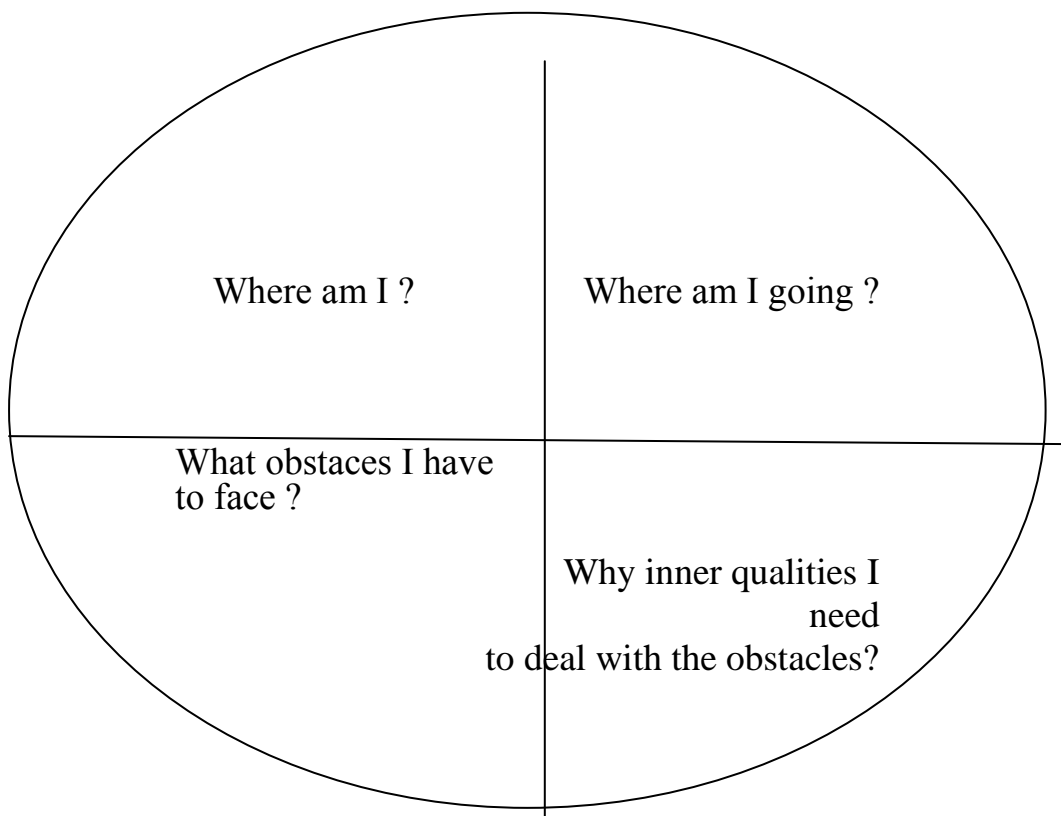 Where am I ?
Where am I going ?
What obstaces I have
to face ?
Why inner qualities I
need
to deal with the obstacles?